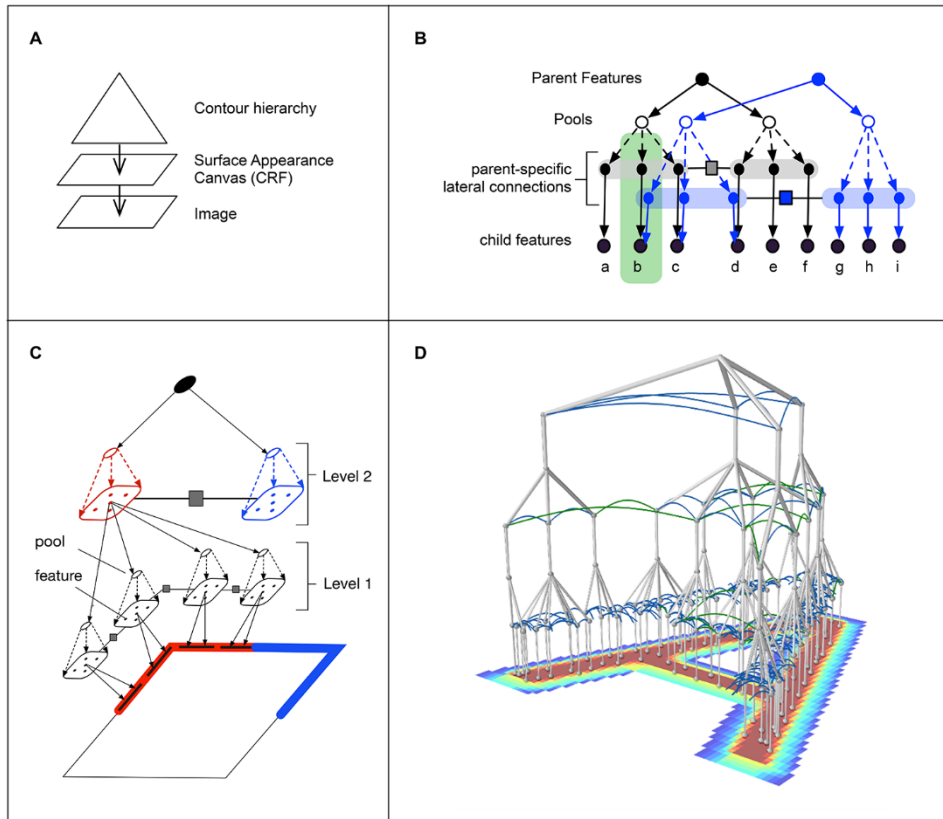 A
Contour hierarchy
Surface Appearance
Canvas (CRF)
Image
B
Parent Features
Pools
parent-specific
lateral connections
child features
a b c d e f g h i
C
Level 2
pool
feature
Level 1
D